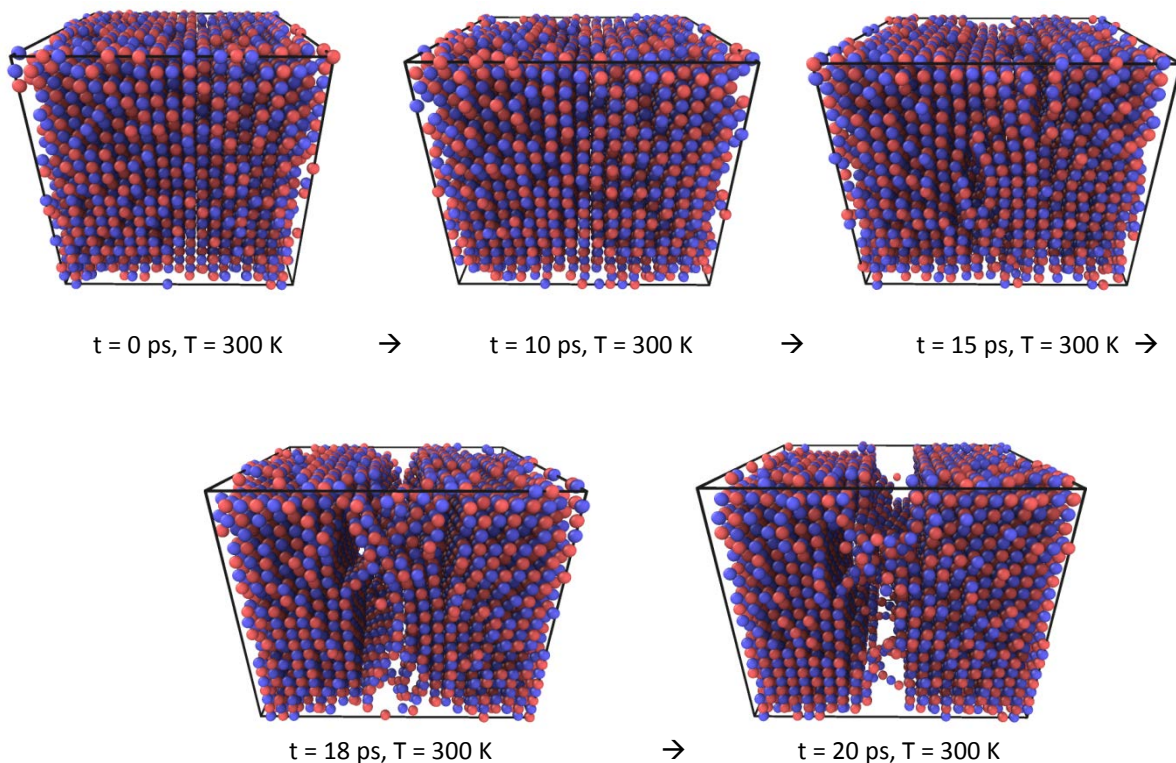 t = 0 ps, T = 300 K → t = 10 ps, T = 300 K → t = 15 ps, T = 300 K →
t = 18 ps, T = 300 K → t = 20 ps, T = 300 K